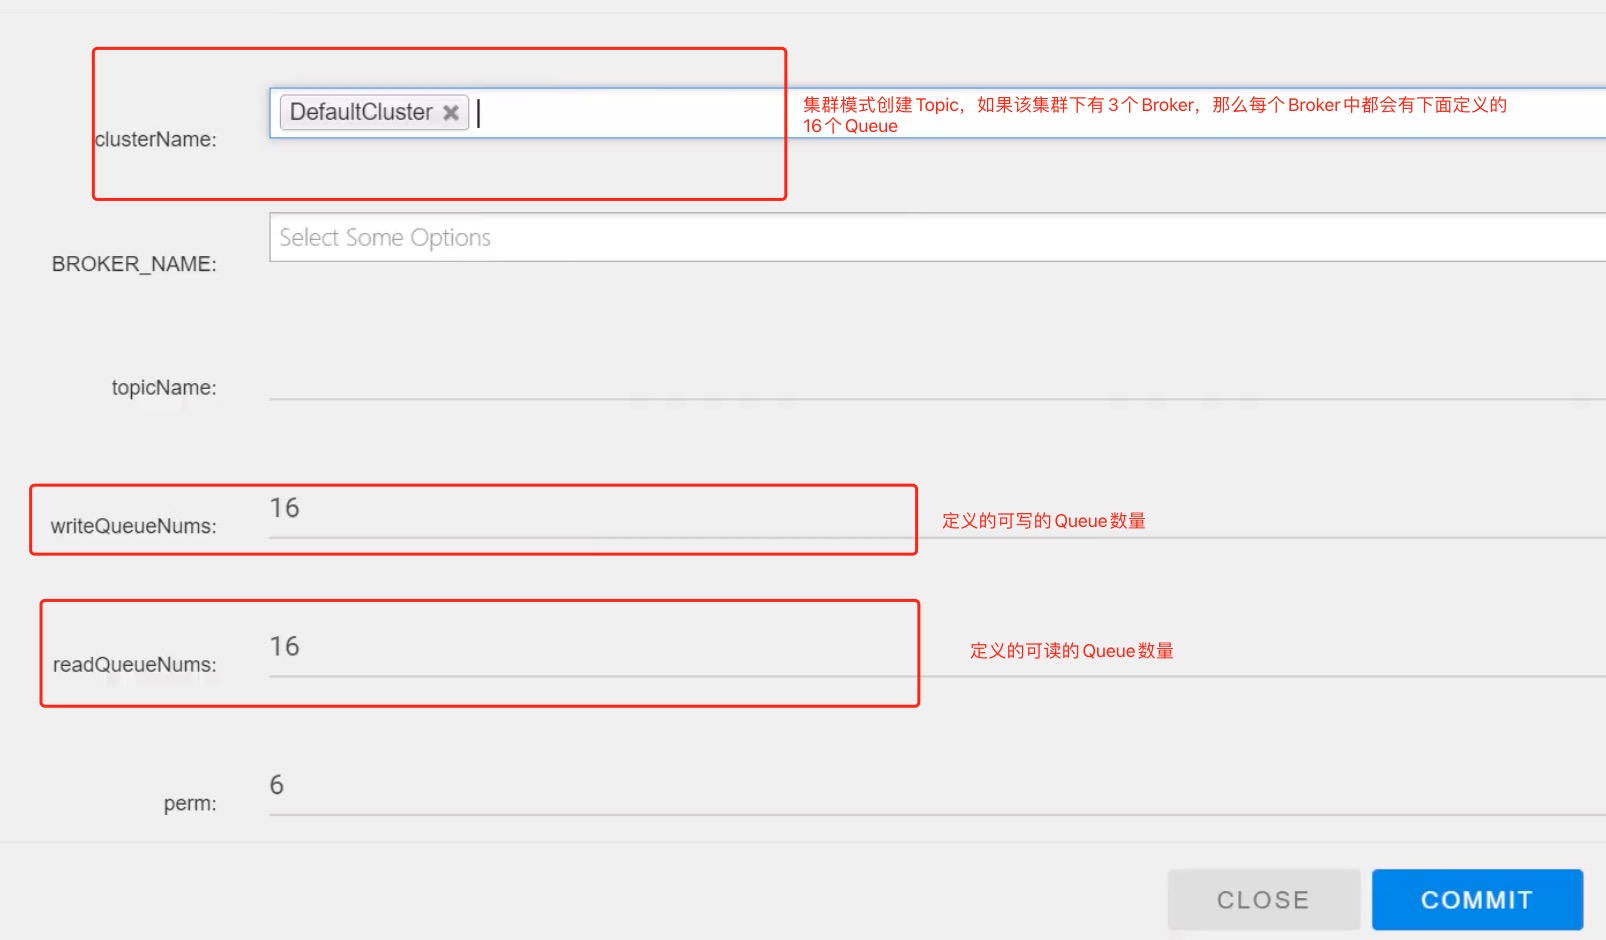 clusterName:
DefaultCluster
集群模式创建Topic，如果该集群下有3个Broker，那么每个Broker中都会有下面定义的
16个Queue
BROKER_NAME:
Select Some Options
topicName:
writeQueueNums:
16
定义的可写的Queue数量
readQueueNums:
16
定义的可读的Queue数量
perm:
6
CLOSE
COMMIT